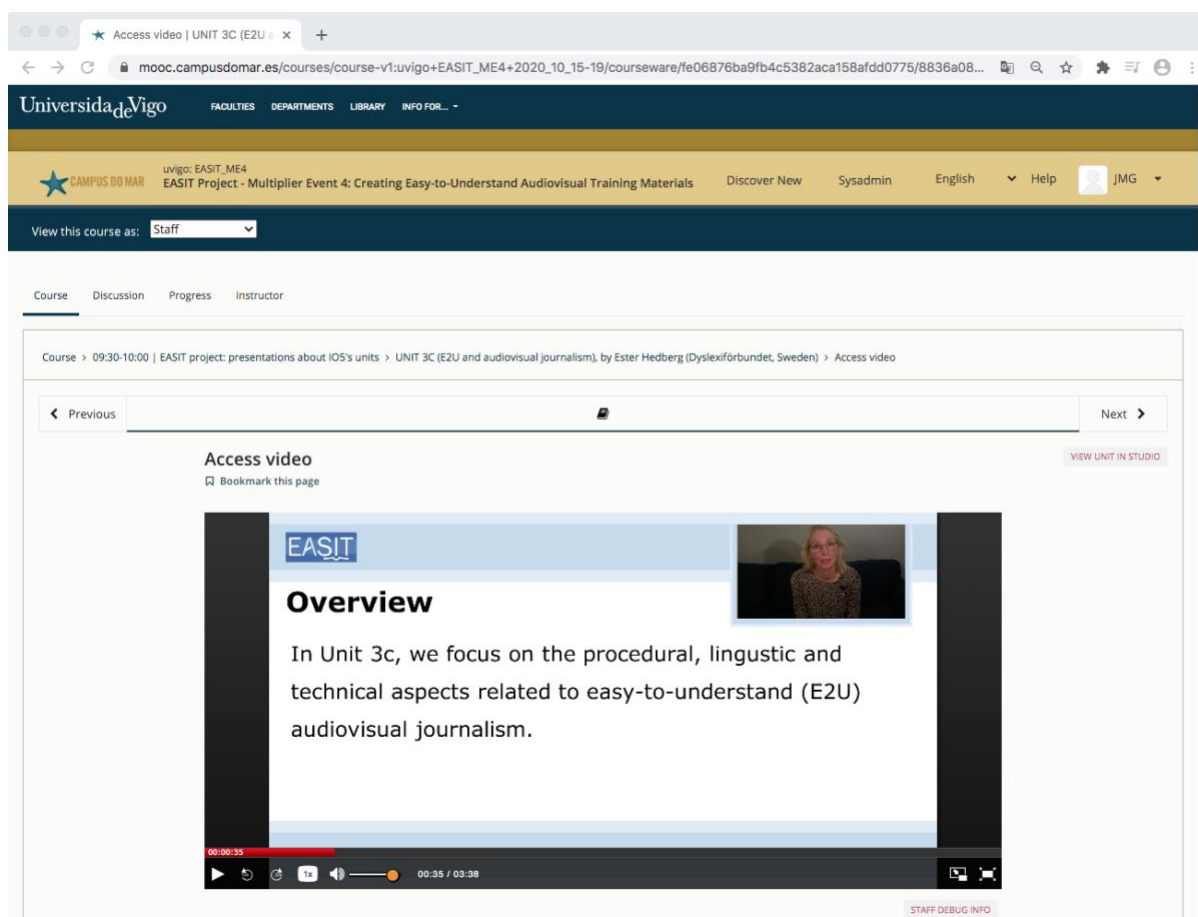 Access video | UNIT 3C (E2U a
mooc.campusdomar.es/courses/course-v1:uvigo+EASIT_ME4+2020_10_15-19/courseware/fe06876ba9fb4c5382aca158afdd0775/8836a08...
UniversidadeVigo FACULTIES DEPARTMENTS LIBRARY INFO FOR...
CAMPUS DO MAR
uvigo: EASIT_ME4
EASIT Project - Multiplier Event 4: Creating Easy-to-Understand Audiovisual Training Materials Discover New Sysadmin English Help JMG
View this course as: Staff
Course Discussion Progress Instructor
Course > 09:30-10:00 | EASIT project: presentations about IO5's units > UNIT 3C (E2U and audiovisual journalism), by Ester Hedberg (Dyslexiförbundet, Sweden) > Access video
Previous Next
Access video
VIEW UNIT IN STUDIO
Bookmark this page
EASIT
Overview
In Unit 3c, we focus on the procedural, lingustic and
technical aspects related to easy-to-understand (E2U)
audiovisual journalism.
00:00:35
1x 00:35 / 03:38
STAFF DEBUG INFO